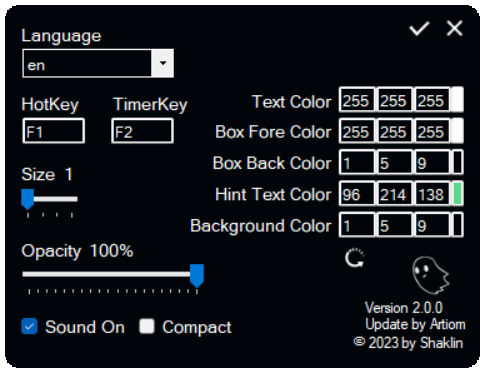 Language
en
HotKey TimerKey
F1 F2
Size 1
Opacity 100%
Sound On Compact
Text Color 255 255 255
Box Fore Color 255 255 255
Box Back Color 1 5 9
Hint Text Color 96 214 138
Background Color 1 5 9
Version 2.0.0
Update by Artiom
© 2023 by Shaklin